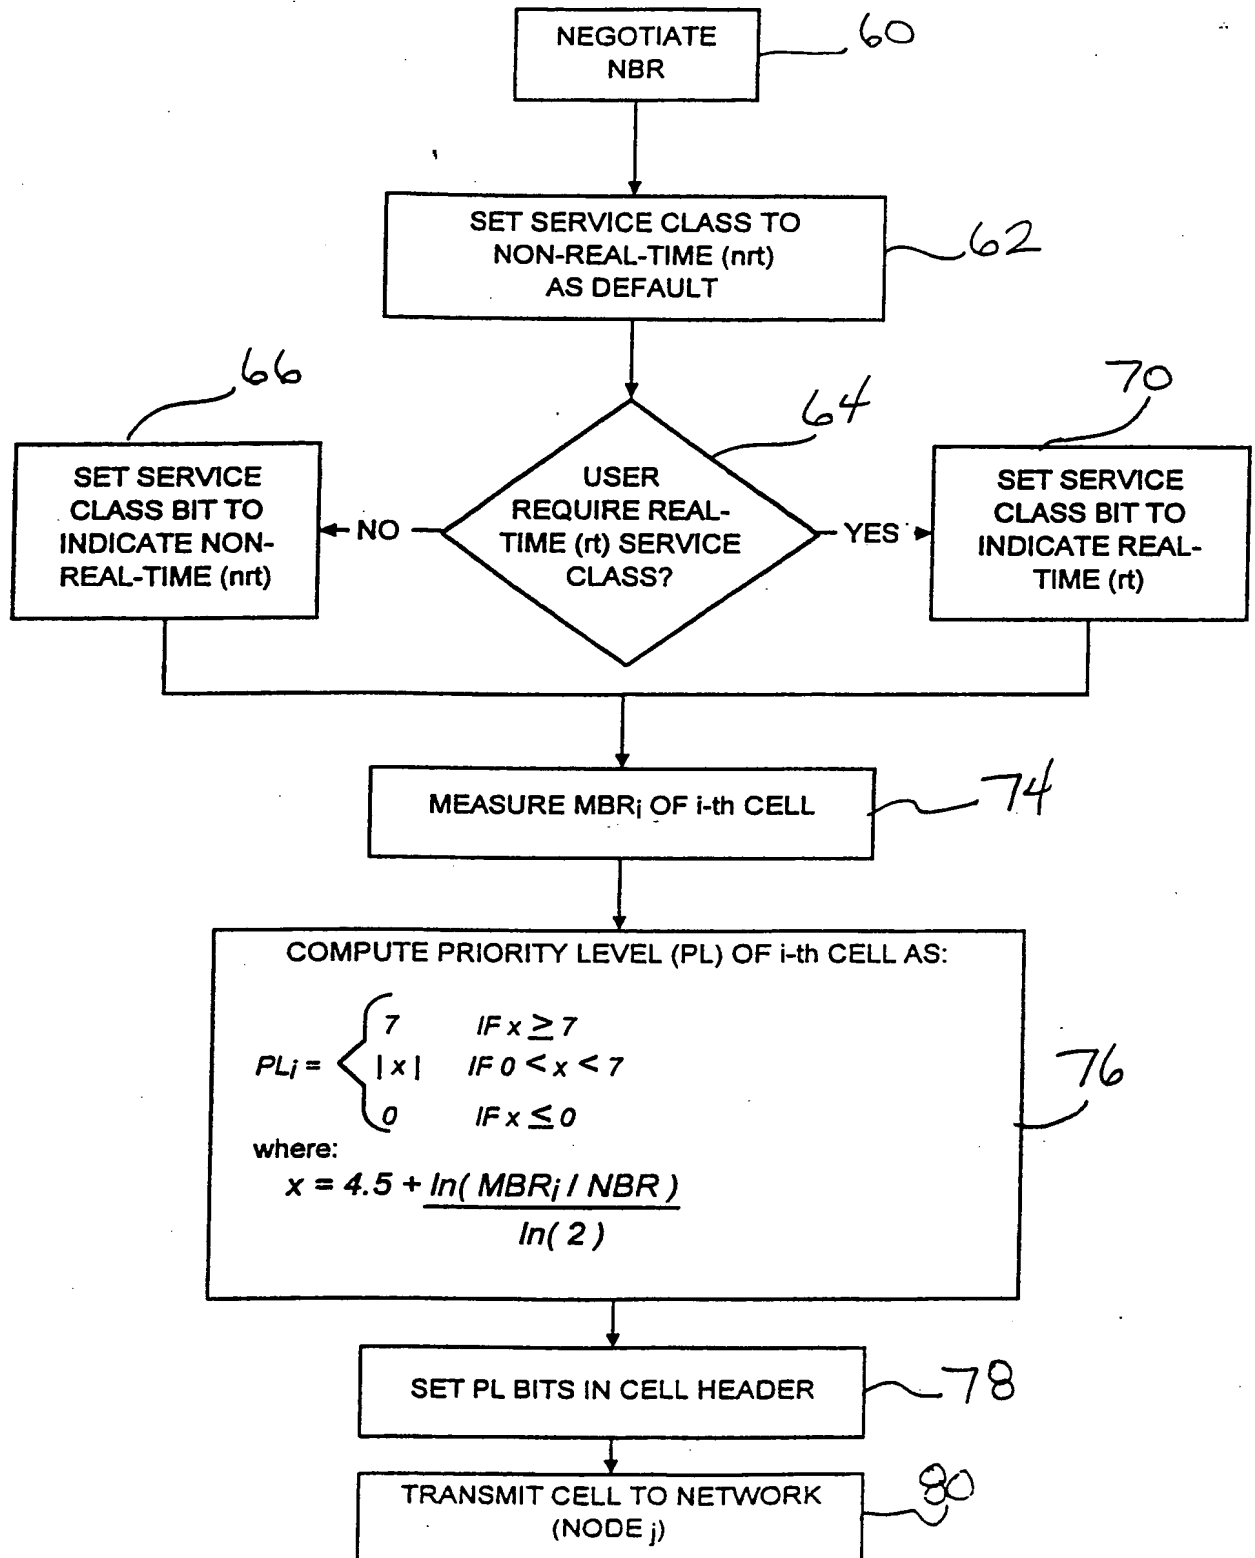 NEGOTIATE
NBR
60
SET SERVICE CLASS TO
NON-REAL-TIME (nrt)
AS DEFAULT
62
66
64
70
SET SERVICE
CLASS BIT TO
INDICATE NON-
REAL-TIME (nrt)
NO
USER
REQUIRE REAL-
TIME (rt) SERVICE
CLASS?
YES
SET SERVICE
CLASS BIT TO
INDICATE REAL-
TIME (rt)
MEASURE MBRi OF i-th CELL
74
COMPUTE PRIORITY LEVEL (PL) OF i-th CELL AS:
7 IF x ≥ 7
PLi = | x | IF 0 < x < 7
0 IF x ≤ 0
76
where:
x = 4.5 + ln( MBRi / NBR )
ln( 2 )
SET PL BITS IN CELL HEADER
78
TRANSMIT CELL TO NETWORK
(NODE j)
80